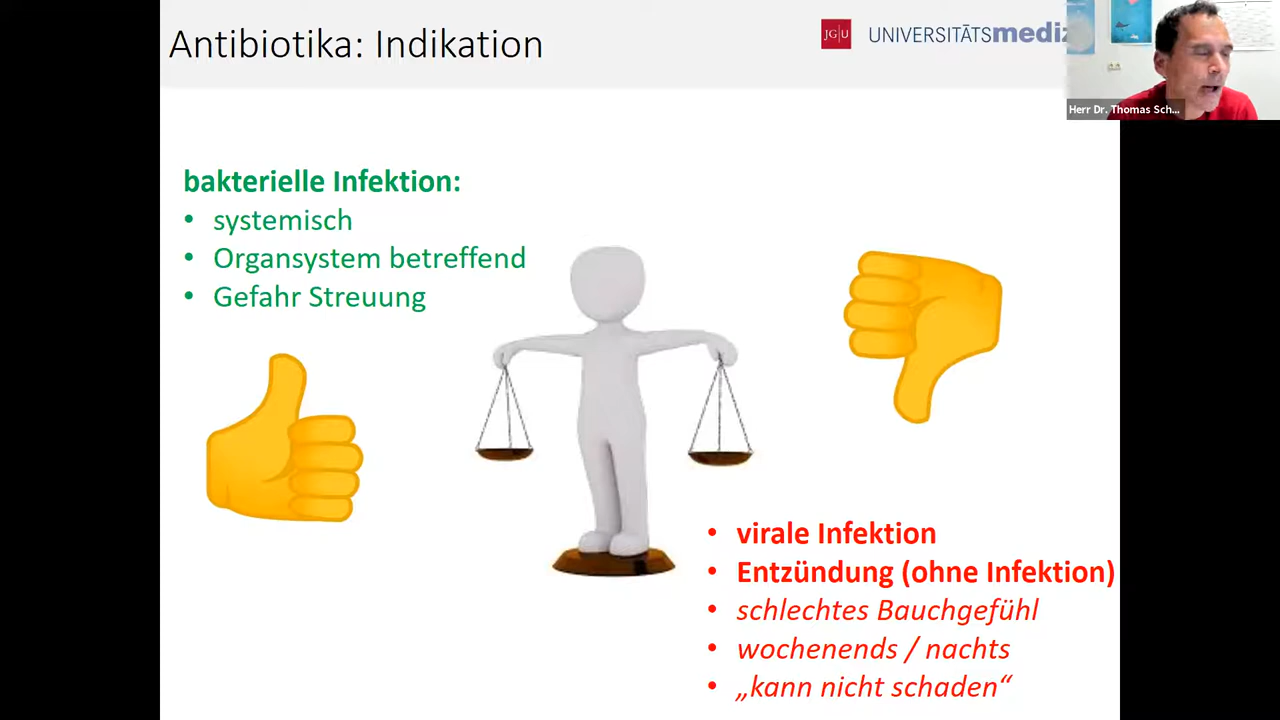 Antibiotika: Indikation
JG|U
UNIVERSITÄTSmediz
Herr Dr. Thomas Sch...
bakterielle Infektion:
• systemisch
• Organsystem betreffend
• Gefahr Streuung
• virale Infektion
• Entzündung (ohne Infektion)
• schlechtes Bauchgefühl
• wochenends / nachts
• „kann nicht schaden“